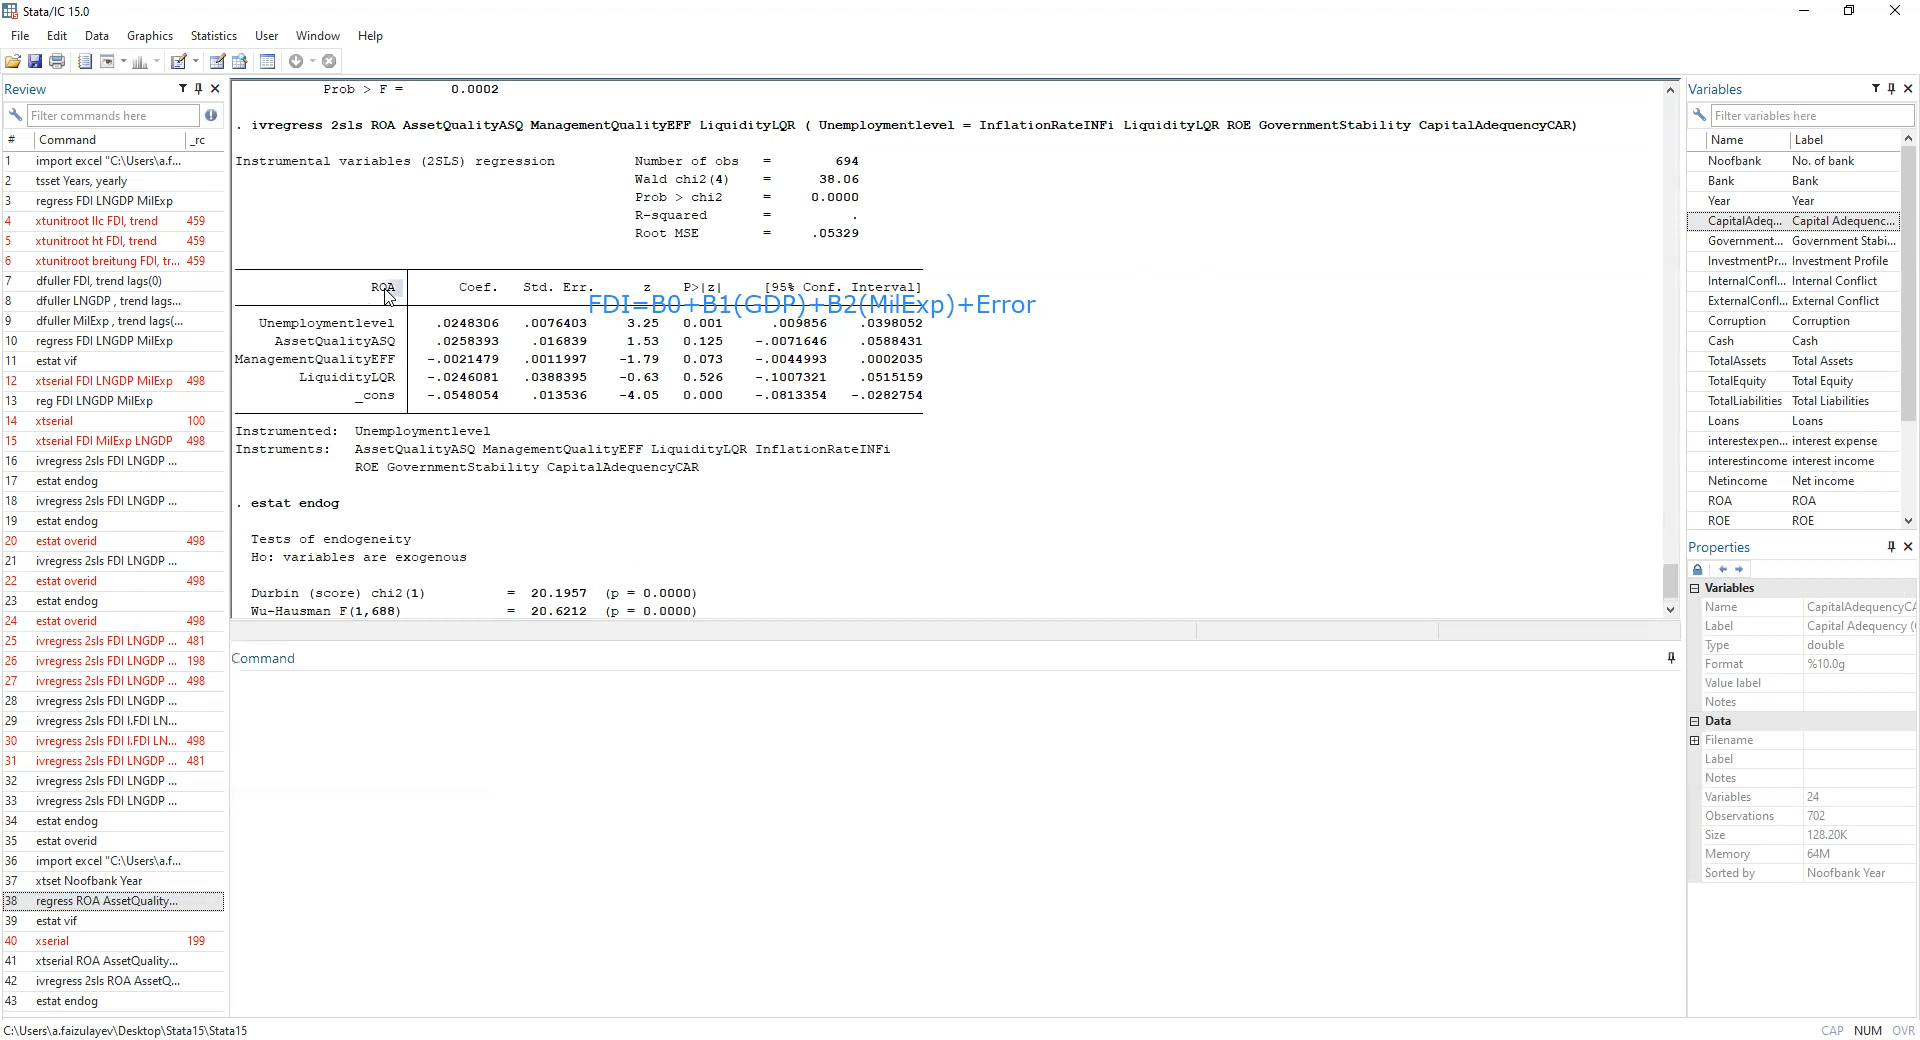 Stata/IC 15.0
File Edit Data Graphics Statistics User Window Help
Review
Filter commands here
# Command _rc
1 import excel "C:\Users\a.f...
2 tsset Years, yearly
3 regress FDI LNGDP MilExp
4 xtunitroot llc FDI, trend 459
5 xtunitroot ht FDI, trend 459
6 xtunitroot breitung FDI, tr... 459
7 dfuller FDI, trend lags(0)
8 dfuller LNGDP , trend lags...
9 dfuller MilExp , trend lags(...
10 regress FDI LNGDP MilExp
11 estat vif
12 xtserial FDI LNGDP MilExp 498
13 reg FDI LNGDP MilExp
14 xtserial 100
15 xtserial FDI MilExp LNGDP 498
16 ivregress 2sls FDI LNGDP ...
17 estat endog
18 ivregress 2sls FDI LNGDP ...
19 estat endog
20 estat overid 498
21 ivregress 2sls FDI LNGDP ...
22 estat overid 498
23 estat endog
24 estat overid 498
25 ivregress 2sls FDI LNGDP ... 481
26 ivregress 2sls FDI LNGDP ... 198
27 ivregress 2sls FDI LNGDP ... 498
28 ivregress 2sls FDI LNGDP ...
29 ivregress 2sls FDI l.FDI LN...
30 ivregress 2sls FDI l.FDI LN... 498
31 ivregress 2sls FDI LNGDP ... 481
32 ivregress 2sls FDI LNGDP ...
33 ivregress 2sls FDI LNGDP ...
34 estat endog
35 estat overid
36 import excel "C:\Users\a.f...
37 xtset Noofbank Year
38 regress ROA AssetQuality...
39 estat vif
40 xserial 199
41 xtserial ROA AssetQuality...
42 ivregress 2sls ROA AssetQ...
43 estat endog
Prob > F = 0.0002
. ivregress 2sls ROA AssetQualityASQ ManagementQualityEFF LiquidityLQR ( Unemploymentlevel = InflationRateINFi LiquidityLQR ROE GovernmentStability CapitalAdequencyCAR)
Instrumental variables (2SLS) regression Number of obs = 694
Wald chi2(4) = 38.06
Prob > chi2 = 0.0000
R-squared = .
Root MSE = .05329
ROA Coef. Std. Err. z P>|z| [95% Conf. Interval]
FDI=B0+B1(GDP)+B2(MilExp)+Error
Unemploymentlevel .0248306 .0076403 3.25 0.001 .009856 .0398052
AssetQualityASQ .0258393 .016839 1.53 0.125 -.0071646 .0588431
ManagementQualityEFF -.0021479 .0011997 -1.79 0.073 -.0044993 .0002035
LiquidityLQR -.0246081 .0388395 -0.63 0.526 -.1007321 .0515159
_cons -.0548054 .013536 -4.05 0.000 -.0813354 -.0282754
Instrumented: Unemploymentlevel
Instruments: AssetQualityASQ ManagementQualityEFF LiquidityLQR InflationRateINFi
ROE GovernmentStability CapitalAdequencyCAR
. estat endog
Tests of endogeneity
Ho: variables are exogenous
Durbin (score) chi2(1) = 20.1957 (p = 0.0000)
Wu-Hausman F(1,688) = 20.6212 (p = 0.0000)
Command
Variables
Filter variables here
Name Label
Noofbank No. of bank
Bank Bank
Year Year
CapitalAdeq... Capital Adequenc...
Government... Government Stabi...
InvestmentPr... Investment Profile
InternalConfl... Internal Conflict
ExternalConfl... External Conflict
Corruption Corruption
Cash Cash
TotalAssets Total Assets
TotalEquity Total Equity
TotalLiabilities Total Liabilities
Loans Loans
interestexpen... interest expense
interestincome interest income
Netincome Net income
ROA ROA
ROE ROE
Properties
Variables
Name CapitalAdequencyCA
Label Capital Adequency (
Type double
Format %10.0g
Value label
Notes
Data
Filename
Label
Notes
Variables 24
Observations 702
Size 128.20K
Memory 64M
Sorted by Noofbank Year
C:\Users\a.faizulayev\Desktop\Stata15\Stata15
CAP NUM OVR